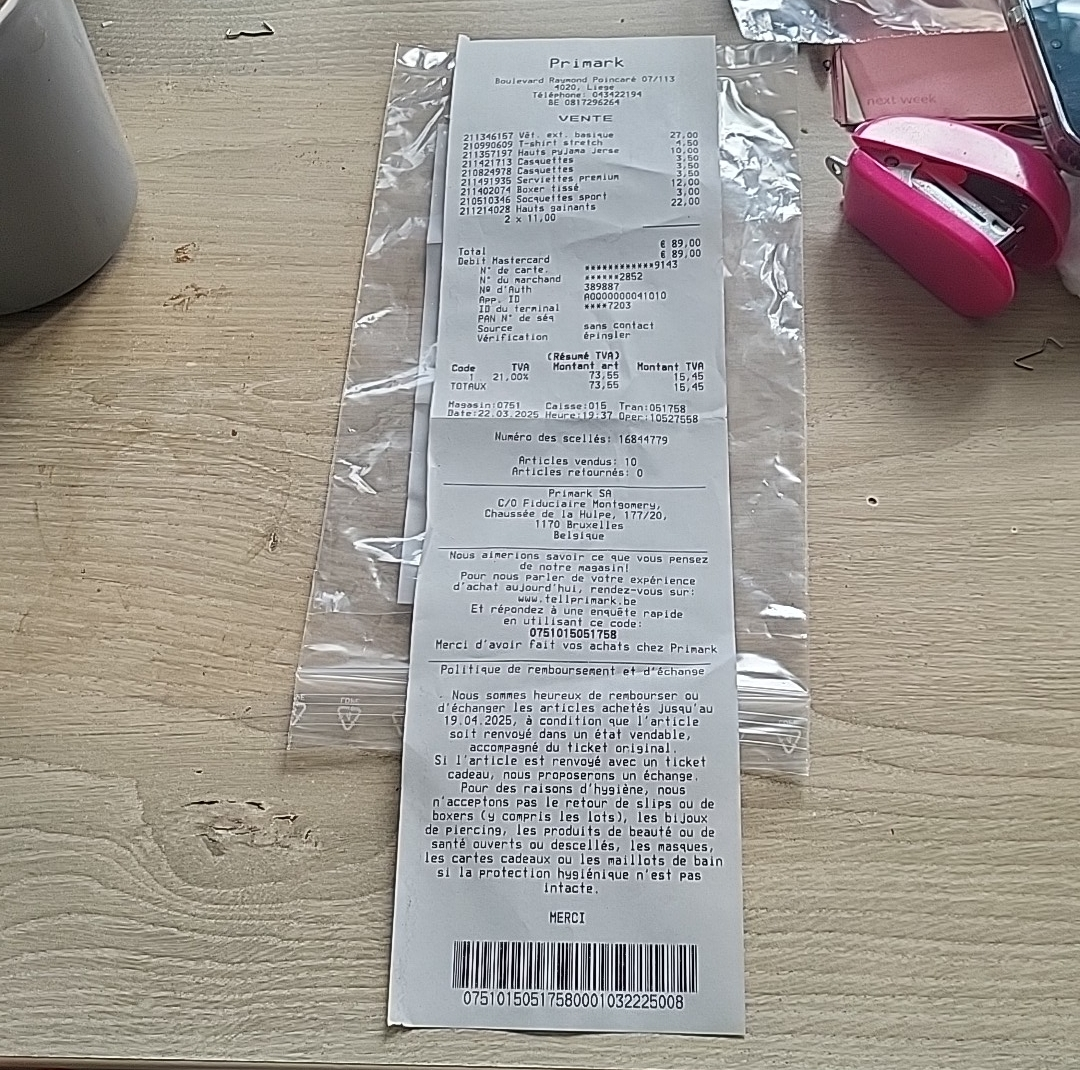 Primark
Boulevard Raymond Poincaré 07/113
4020, Liege
Téléphone: 043422194
BE 0817296264
VENTE
211346157 Vêt. ext. basique 27,00
210990609 T-shirt stretch 4,50
211357197 Hauts pyjama jerse 10,00
211421713 Casquettes 3,50
210824978 Casquettes 3,50
211491935 Serviettes premium 3,50
211402074 Boxer tissé 12,00
210510346 Socquettes sport 3,00
211214028 Hauts gainants 22,00
2 x 11,00
Total € 89,00
Debit Mastercard € 89,00
N° de carte. ************9143
N° du marchand ******2852
Nº d'Auth 389887
App. ID A0000000041010
ID du terminal ****7203
PAN N° de séq
Source sans contact
Vérification épingler
(Résumé TVA)
Code TVA Montant art Montant TVA
1 21,00% 73,55 15,45
TOTAUX 73,55 15,45
Magasin:0751 Caisse:015 Tran:051758
Date:22.03.2025 Heure:19:37 Oper:10527558
Numéro des scellés: 16844779
Articles vendus: 10
Articles retournés: 0
Primark SA
C/O Fiduciaire Montgomery,
Chaussée de la Hulpe, 177/20,
1170 Bruxelles
Belgique
Nous aimerions savoir ce que vous pensez
de notre magasin!
Pour nous parler de votre expérience
d'achat aujourd'hui, rendez-vous sur:
www.tellprimark.be
Et répondez à une enquête rapide
en utilisant ce code:
0751015051758
Merci d'avoir fait vos achats chez Primark
Politique de remboursement et d'échange
Nous sommes heureux de rembourser ou
d'échanger les articles achetés jusqu'au
19.04.2025, à condition que l'article
soit renvoyé dans un état vendable,
accompagné du ticket original.
Si l'article est renvoyé avec un ticket
cadeau, nous proposerons un échange.
Pour des raisons d'hygiène, nous
n'acceptons pas le retour de slips ou de
boxers (y compris les lots), les bijoux
de piercing, les produits de beauté ou de
santé ouverts ou descellés, les masques,
les cartes cadeaux ou les maillots de bain
si la protection hygiénique n'est pas
intacte.
MERCI
07510150517580001032225008
next week